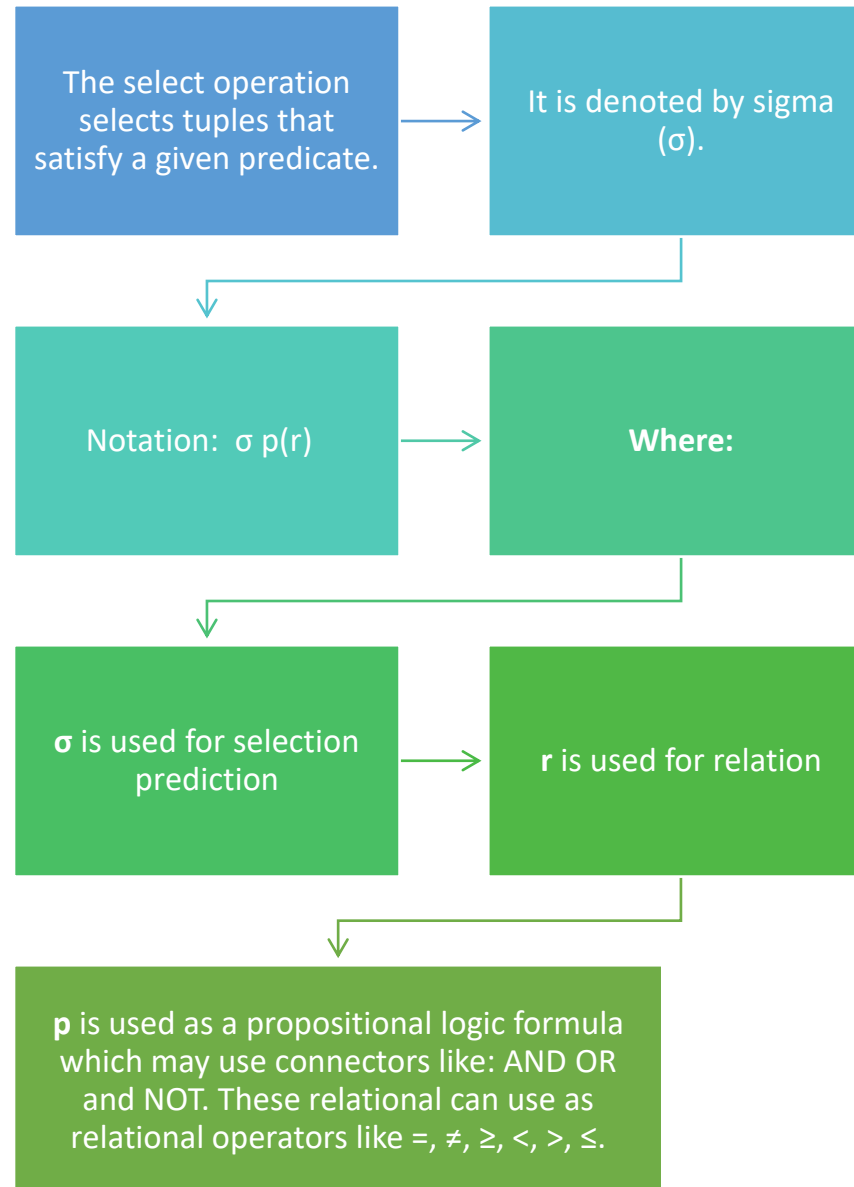 The select operation
selects tuples that
satisfy a given predicate.
It is denoted by sigma
(σ).
Notation:  σ p(r)
Where:
σ is used for selection
prediction
r is used for relation
p is used as a propositional logic formula
which may use connectors like: AND OR
and NOT. These relational can use as
relational operators like =, ≠, ≥, <, >, ≤.